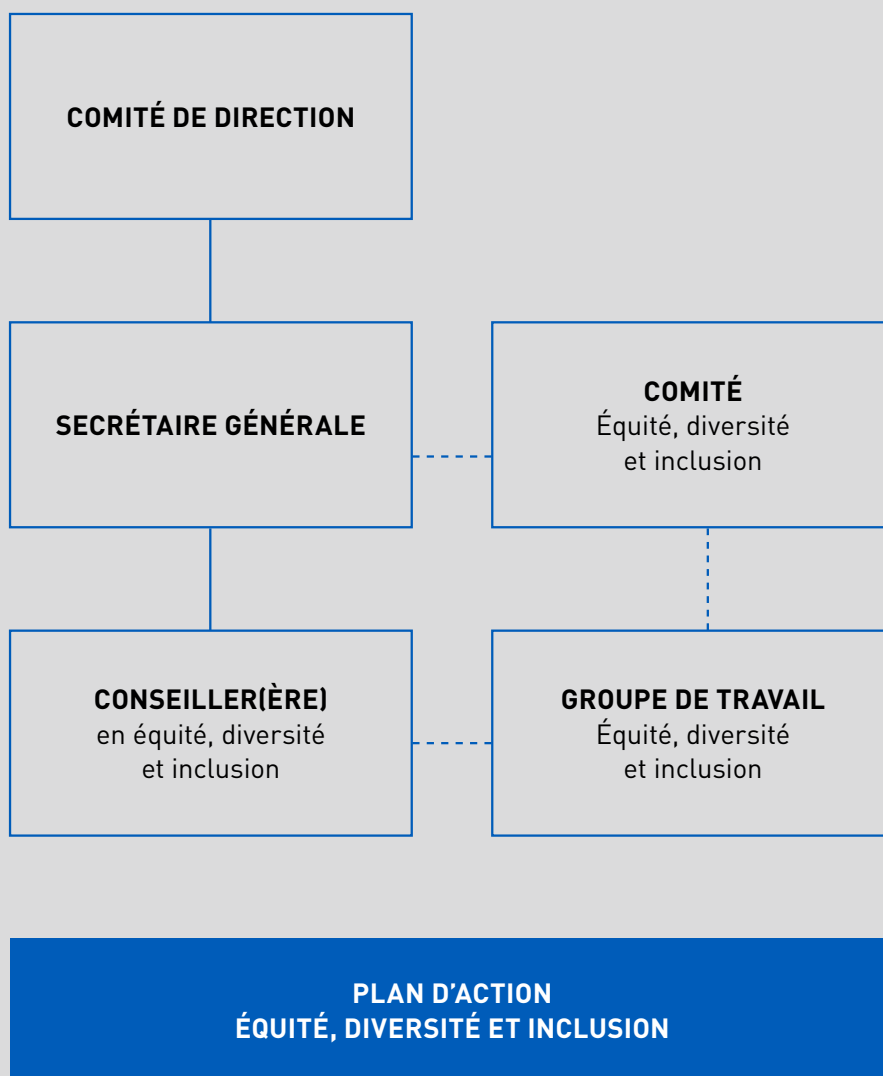 COMITÉ DE DIRECTION
SECRÉTAIRE GÉNÉRALE
COMITÉ
Équité, diversité
et inclusion
CONSEILLER(ÈRE)
en équité, diversité
et inclusion
GROUPE DE TRAVAIL
Équité, diversité
et inclusion
PLAN D’ACTION
ÉQUITÉ, DIVERSITÉ ET INCLUSION